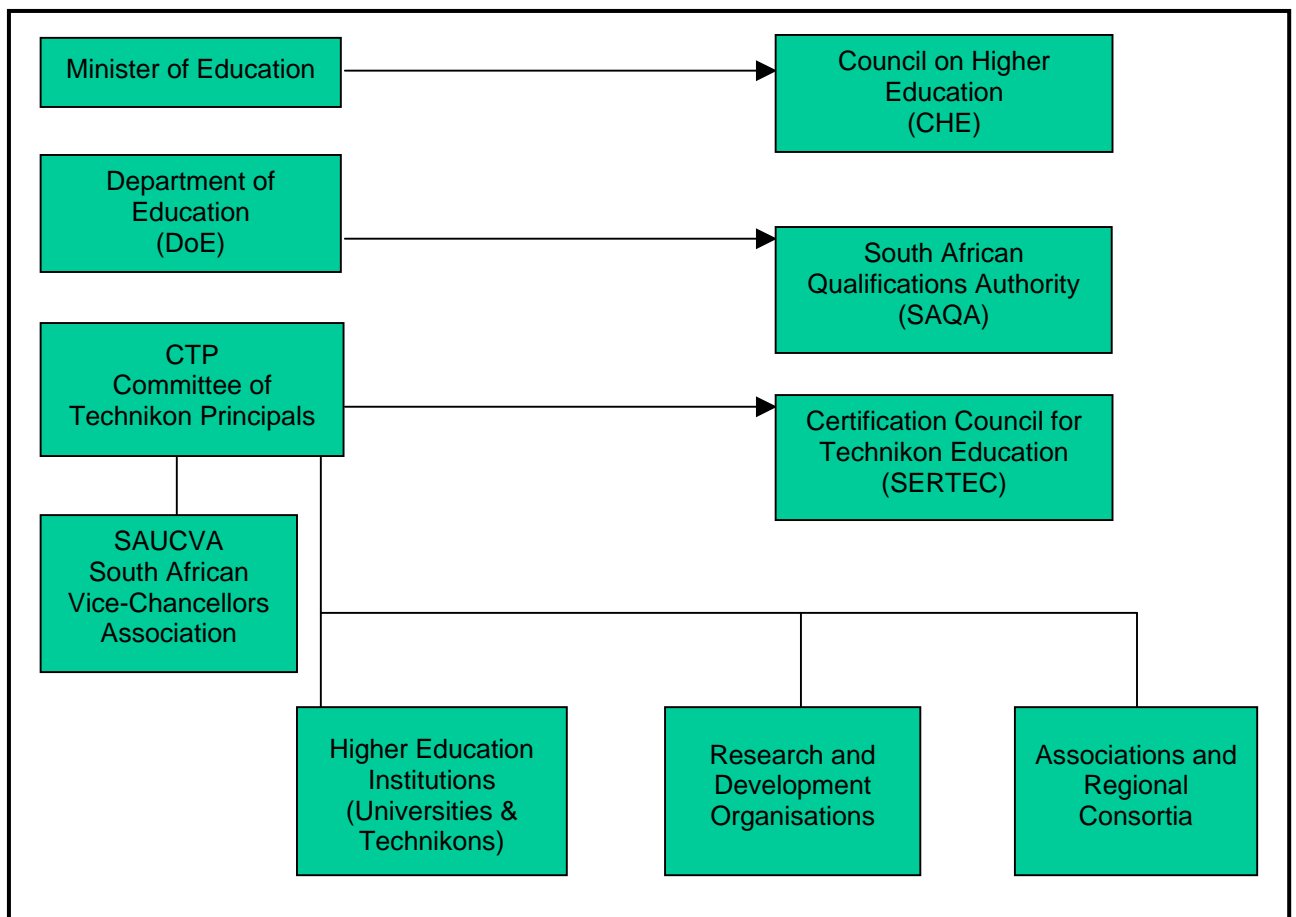 Minister of Education
Council on Higher
Education
(CHE)
Department of
Education
(DoE)
South African
Qualifications Authority
(SAQA)
CTP
Committee of
Technikon Principals
Certification Council for
Technikon Education
(SERTEC)
SAUCVA
South African
Vice-Chancellors
Association
Higher Education
Institutions
(Universities &
Technikons)
Research and
Development
Organisations
Associations and
Regional
Consortia